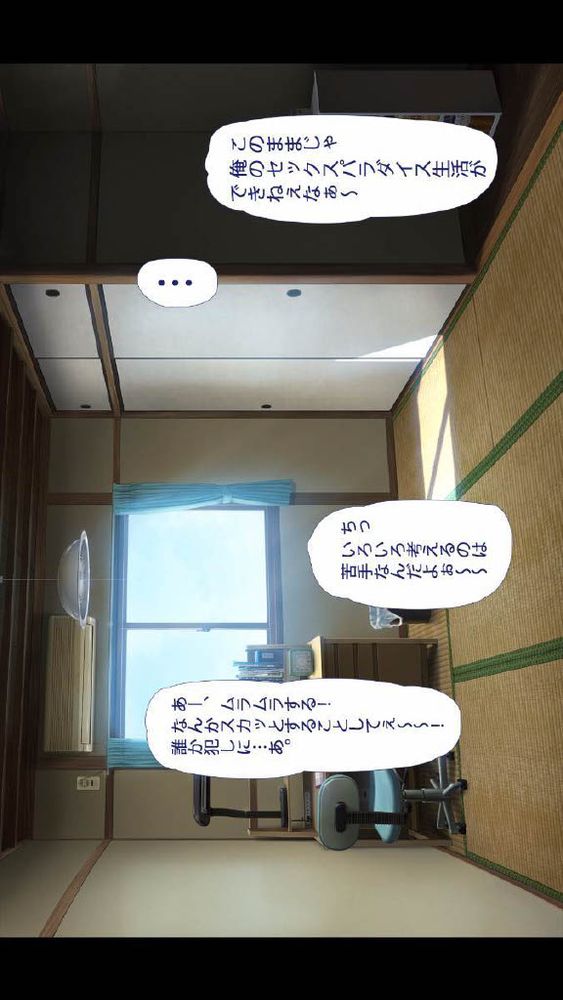 このままじゃ
俺のセックスパラダイス生活が
できねぇなぁ～
•••
ちっ
いろいろ考えるのは
苦手なんだよぉ～～
あー、ムラムラする！
なんかスカッとすることしてぇ～～！
誰か犯しに…あ。